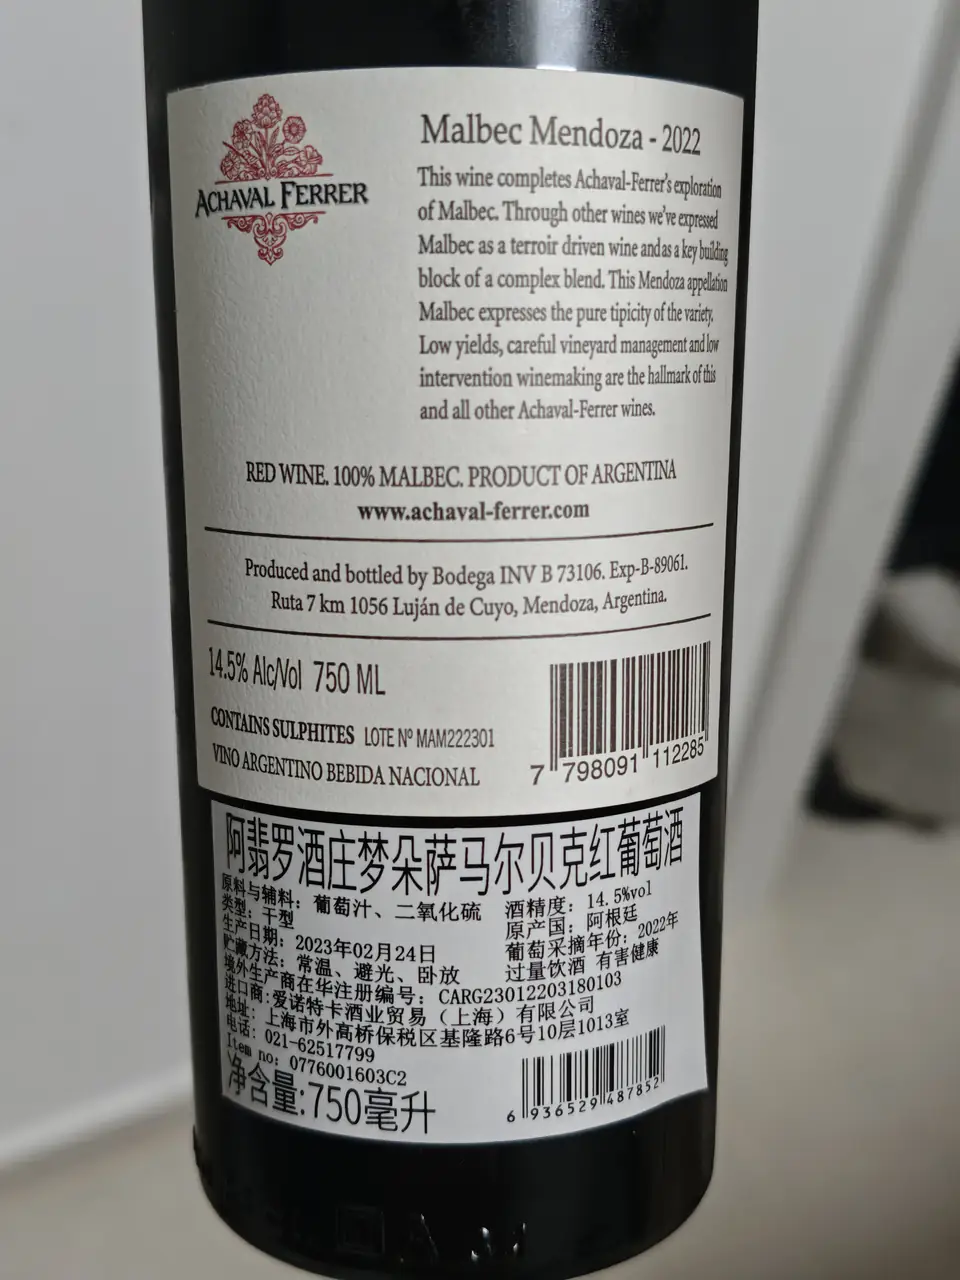 ACHAVAL FERRER
Malbec Mendoza - 2022
This wine completes Achaval-Ferrer's exploration
of Malbec. Through other wines we've expressed
Malbec as a terroir driven wine and as a key building
block of a complex blend. This Mendoza appellation
Malbec expresses the pure tipicity of the variety.
Low yields, careful vineyard management and low
intervention winemaking are the hallmark of this
and all other Achaval-Ferrer wines.
RED WINE. 100% MALBEC. PRODUCT OF ARGENTINA
www.achaval-ferrer.com
Produced and bottled by Bodega INV B 73106. Exp-B-89061.
Ruta 7 km 1056 Luján de Cuyo, Mendoza, Argentina.
14.5% Alc/Vol 750 ML
CONTAINS SULPHITES LOTE Nº MAM222301
VINO ARGENTINO BEBIDA NACIONAL
7 798091 112285
阿翡罗酒庄梦朵萨马尔贝克红葡萄酒
原料与辅料：葡萄汁、二氧化硫 酒精度：14.5%vol
类型：干型 原产国：阿根廷
生产日期：2023年02月24日 葡萄采摘年份：2022年
贮藏方法：常温、避光、卧放 过量饮酒 有害健康
境外生产商在华注册编号：CARG23012203180103
进口商:爱诺特卡酒业贸易（上海）有限公司
地址：上海市外高桥保税区基隆路6号10层1013室
电话：021-62517799
Item no：0776001603C2
净含量:750毫升
6 936529 487852